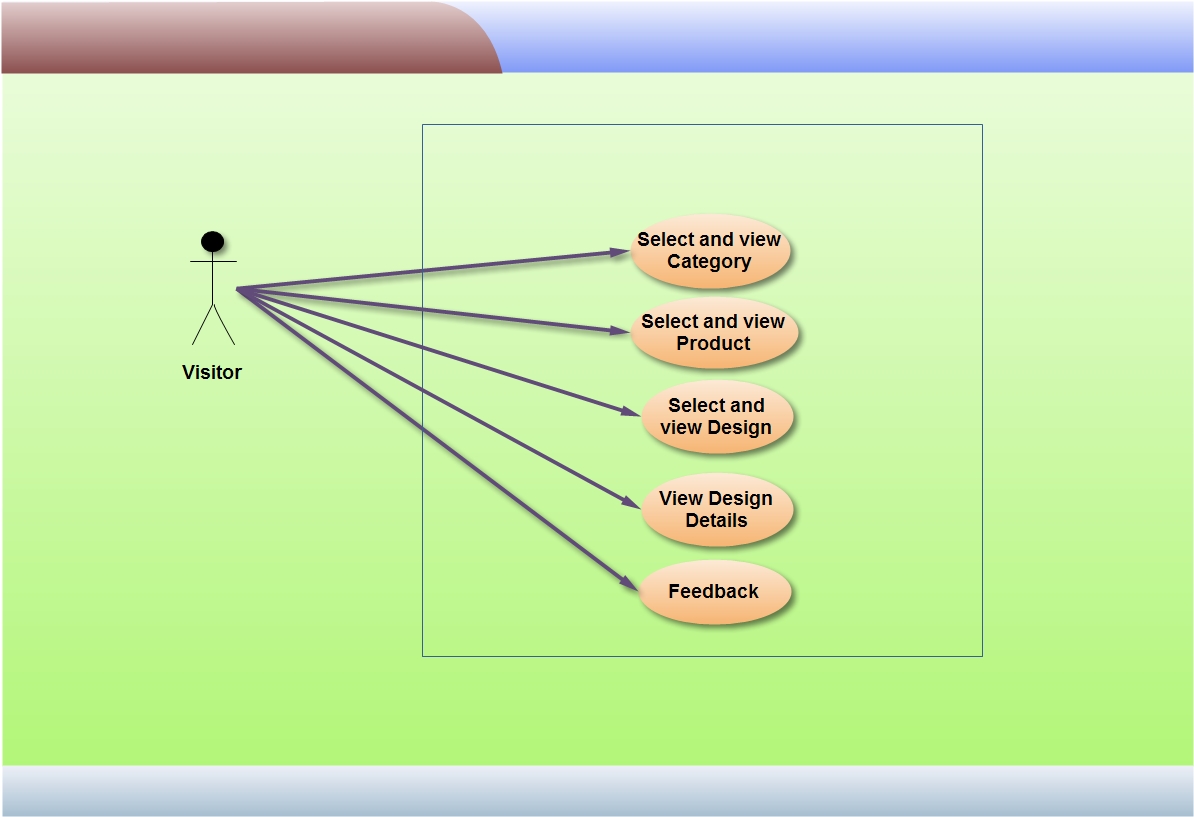 Select and view
Category
Select and view
Product
Visitor
Select and
view Design
View Design
Details
Feedback